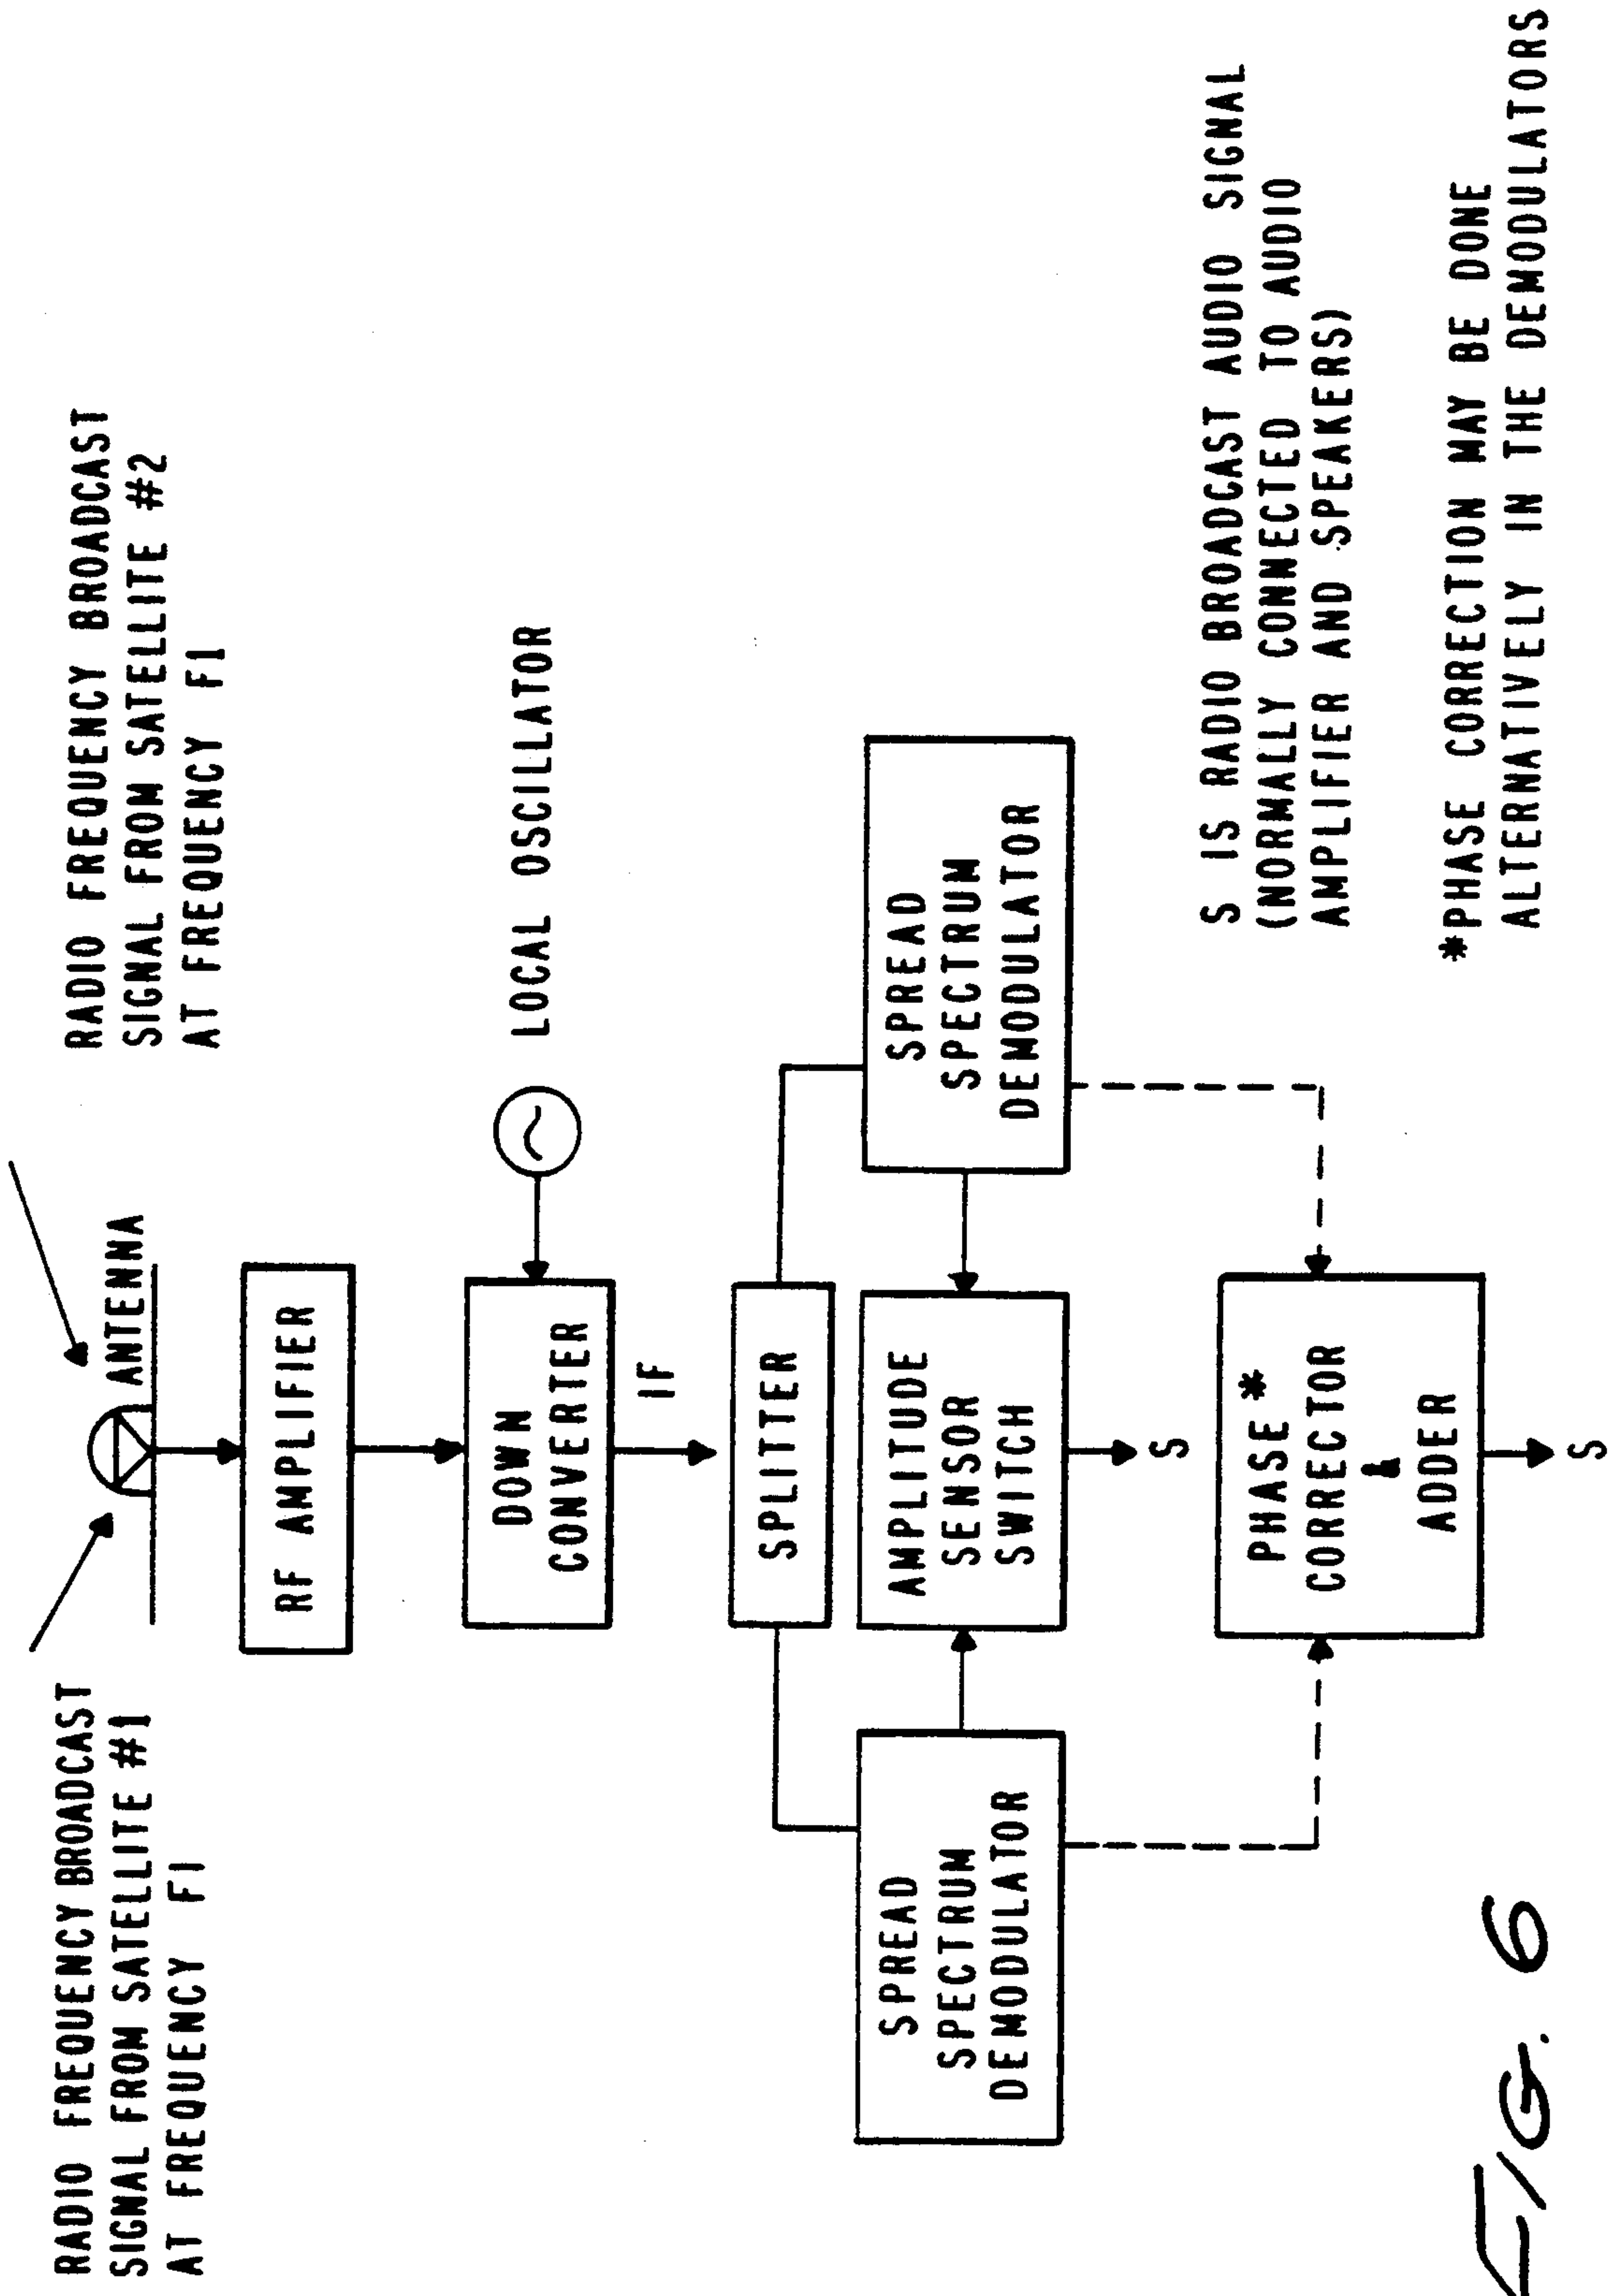 RADIO FREQUENCY BROADCAST
SIGNAL FROM SATELLITE #1
AT FREQUENCY F1
RADIO FREQUENCY BROADCAST
SIGNAL FROM SATELLITE #2
AT FREQUENCY F1
ANTENNA
RF AMPLIFIER
DOWN
CONVERTER
LOCAL OSCILLATOR
IF
SPLITTER
SPREAD
SPECTRUM
DEMODULATOR
AMPLITUDE
SENSOR
SWITCH
SPREAD
SPECTRUM
DEMODULATOR
S
PHASE*
CORRECTOR
&
ADDER
S
S IS RADIO BROADCAST AUDIO SIGNAL
(NORMALLY CONNECTED TO AUDIO
AMPLIFIER AND SPEAKERS)
*PHASE CORRECTION MAY BE DONE
ALTERNATIVELY IN THE DEMODULATORS
FIG. 6